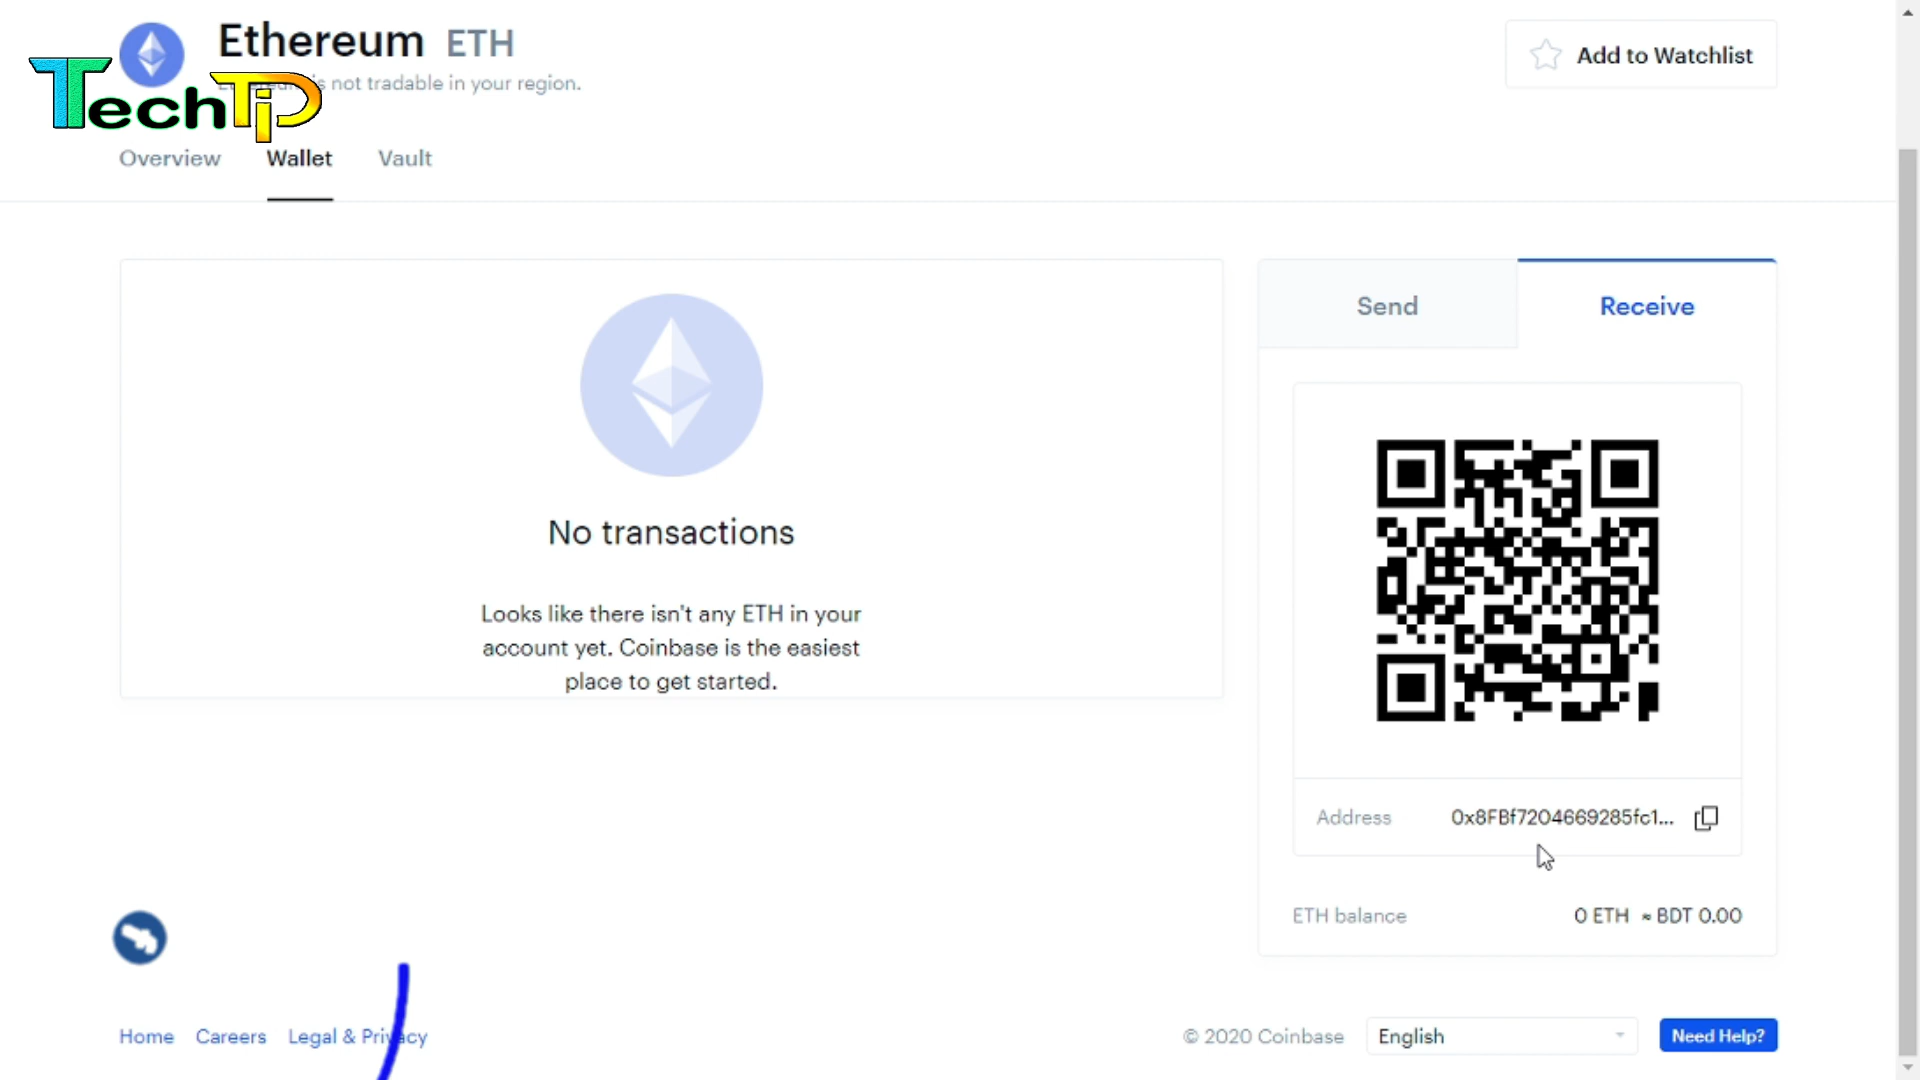 Ethereum ETH
Add to Watchlist
TechTip
is not tradable in your region.
Overview Wallet Vault
Send Receive
No transactions
Looks like there isn't any ETH in your
account yet. Coinbase is the easiest
place to get started.
Address 0x8FBf7204669285fc1...
ETH balance 0 ETH ≈ BDT 0.00
Home Careers Legal & Privacy
© 2020 Coinbase English Need Help?